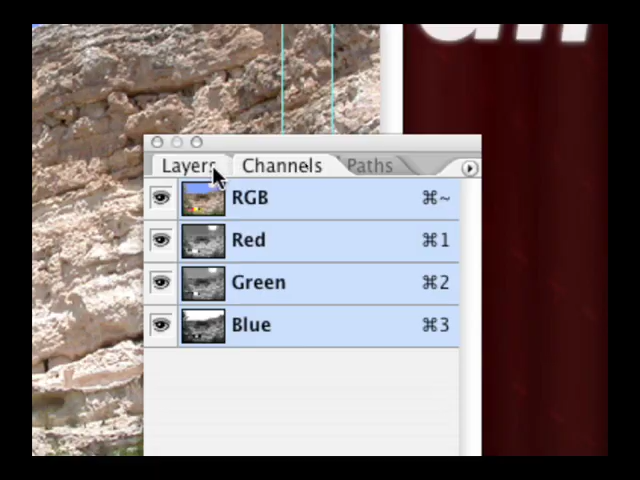 Layers Channels Paths
RGB ⌘~
Red ⌘1
Green ⌘2
Blue ⌘3